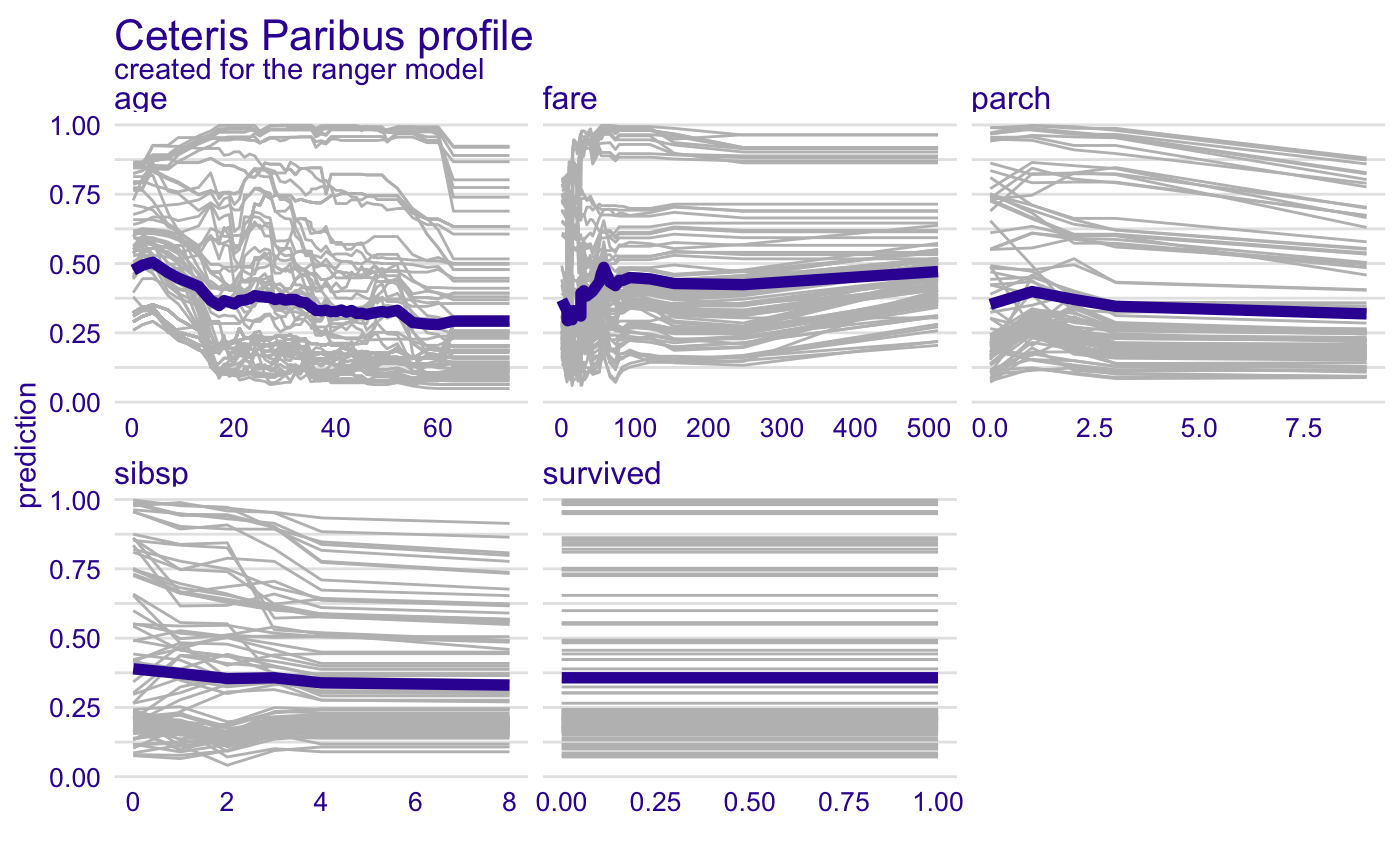 Ceteris Paribus profile
created for the ranger model
age
fare
parch
1.00
0.75
0.50
0.25
0.00
0 20 40 60
0 100 200 300 400 500
0.0 2.5 5.0 7.5
prediction
sibsp
survived
1.00
0.75
0.50
0.25
0.00
0 2 4 6 8
0.00 0.25 0.50 0.75 1.00